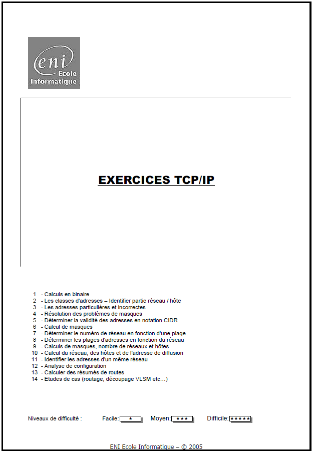 eni
Ecole
Informatique
EXERCICES TCP/IP
1 - Calculs en binaire
2 - Les classes d'adresses – Identifier partie réseau / hôte
3 - Les adresses particulières et incorrectes
4 - Résolution des problèmes de masques
5 - Déterminer la validité des adresses en notation CIDR
6 - Calcul de masques
7 - Déterminer le numéro de réseau en fonction d'une plage
8 - Déterminer les plages d'adresses en fonction du réseau
9 - Calculs de masques, nombre de réseaux et hôtes
10 - Calcul du réseau, des hôtes et de l'adresse de diffusion
11 - Identifier les adresses d'un même réseau
12 - Analyse de configuration
13 - Calculer des résumés de routes
14 - Etudes de cas (routage, découpage VLSM etc…)
Niveaux de difficulté : Facile: * Moyen: *** Difficile: *****
ENI Ecole Informatique – © 2005